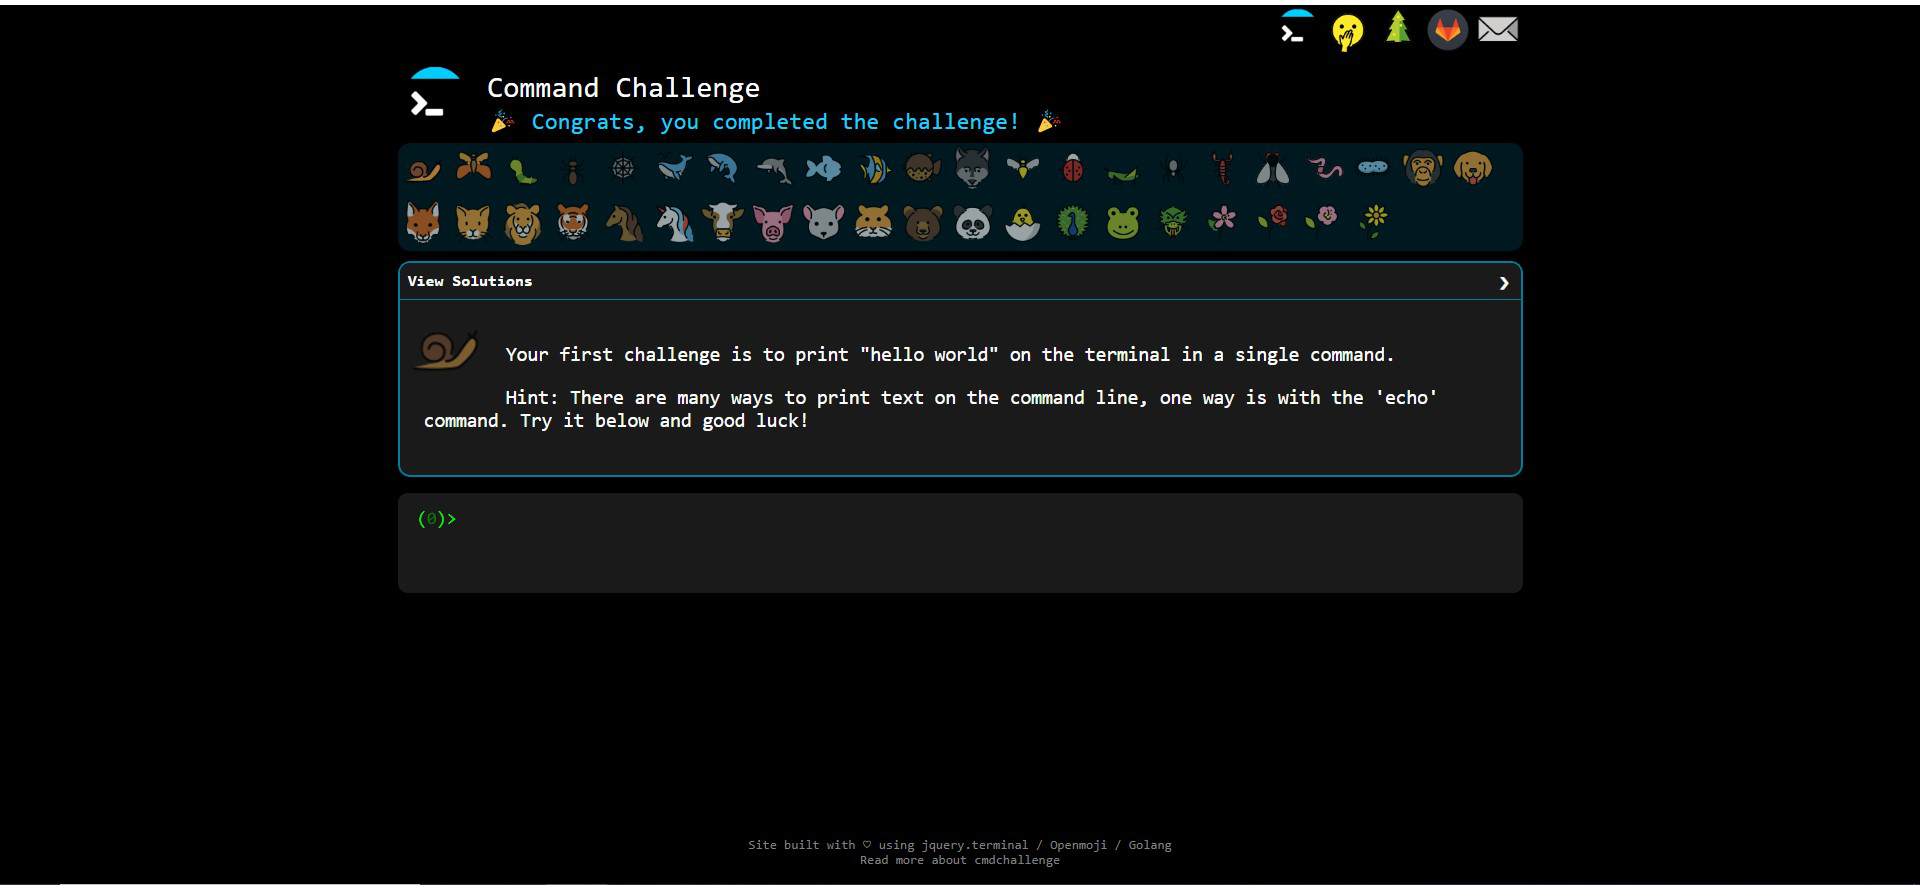 Command Challenge
Congrats, you completed the challenge!
View Solutions
Your first challenge is to print "hello world" on the terminal in a single command.
Hint: There are many ways to print text on the command line, one way is with the 'echo'
command. Try it below and good luck!
(0)>
Site built with ♡ using jquery.terminal / Openmoji / Golang
Read more about cmdchallenge